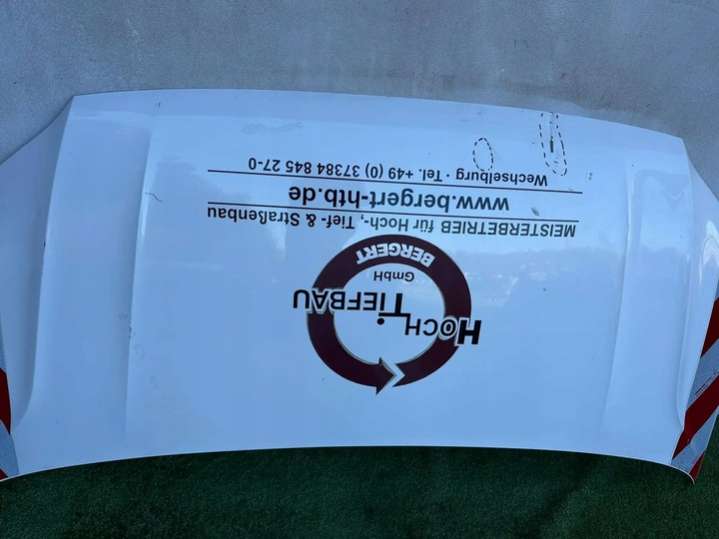 HOCH
TIEFBAU
GmbH
BERGERT
MEISTERBETRIEB für Hoch-, Tief- & Straßenbau
www.bergert-htb.de
Wechselburg · Tel. +49 (0) 37384 845 27-0